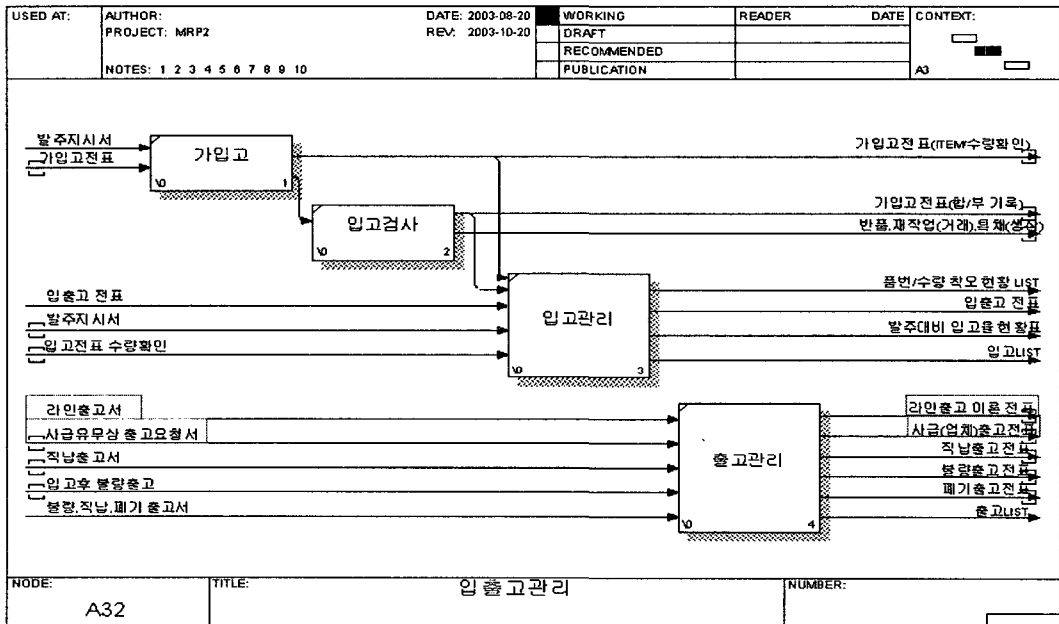 USED AT: AUTHOR: DATE: 2003-08-20 WORKING READER DATE CONTEXT:
PROJECT: MRP2 REV: 2003-10-20 DRAFT
RECOMMENDED
NOTES: 1 2 3 4 5 6 7 8 9 10 PUBLICATION A3
발주지시서
가입고전표
가입고
\0 1
가입고전표(ITEM/수량확인)
입고검사
\0 2
가입고전표(합/부 기록)
반품,재작업(거래),특채(생산)
입출고 전표
발주지시서
입고전표 수량확인
입고관리
\0 3
품번/수량 착오 현황 LIST
입출고 전표
발주대비 입고율 현황표
입고LIST
라인출고서
사급유무상 출고요청서
직납출고서
입고후 불량출고
불량,직납,폐기 출고서
출고관리
\0 4
라인출고 이론 전표
사급(업체)출고전표
직납출고전표
불량출고전표
폐기출고전표
출고LIST
NODE: TITLE: 입출고관리 NUMBER:
A32